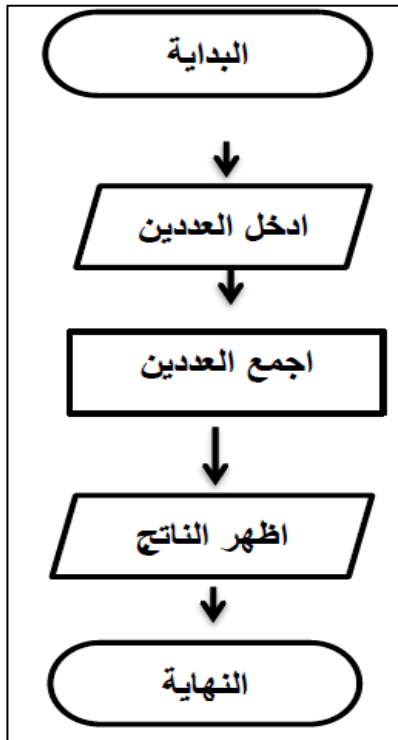 البداية
ادخل العددين
اجمع العددين
اظهر الناتج
النهاية